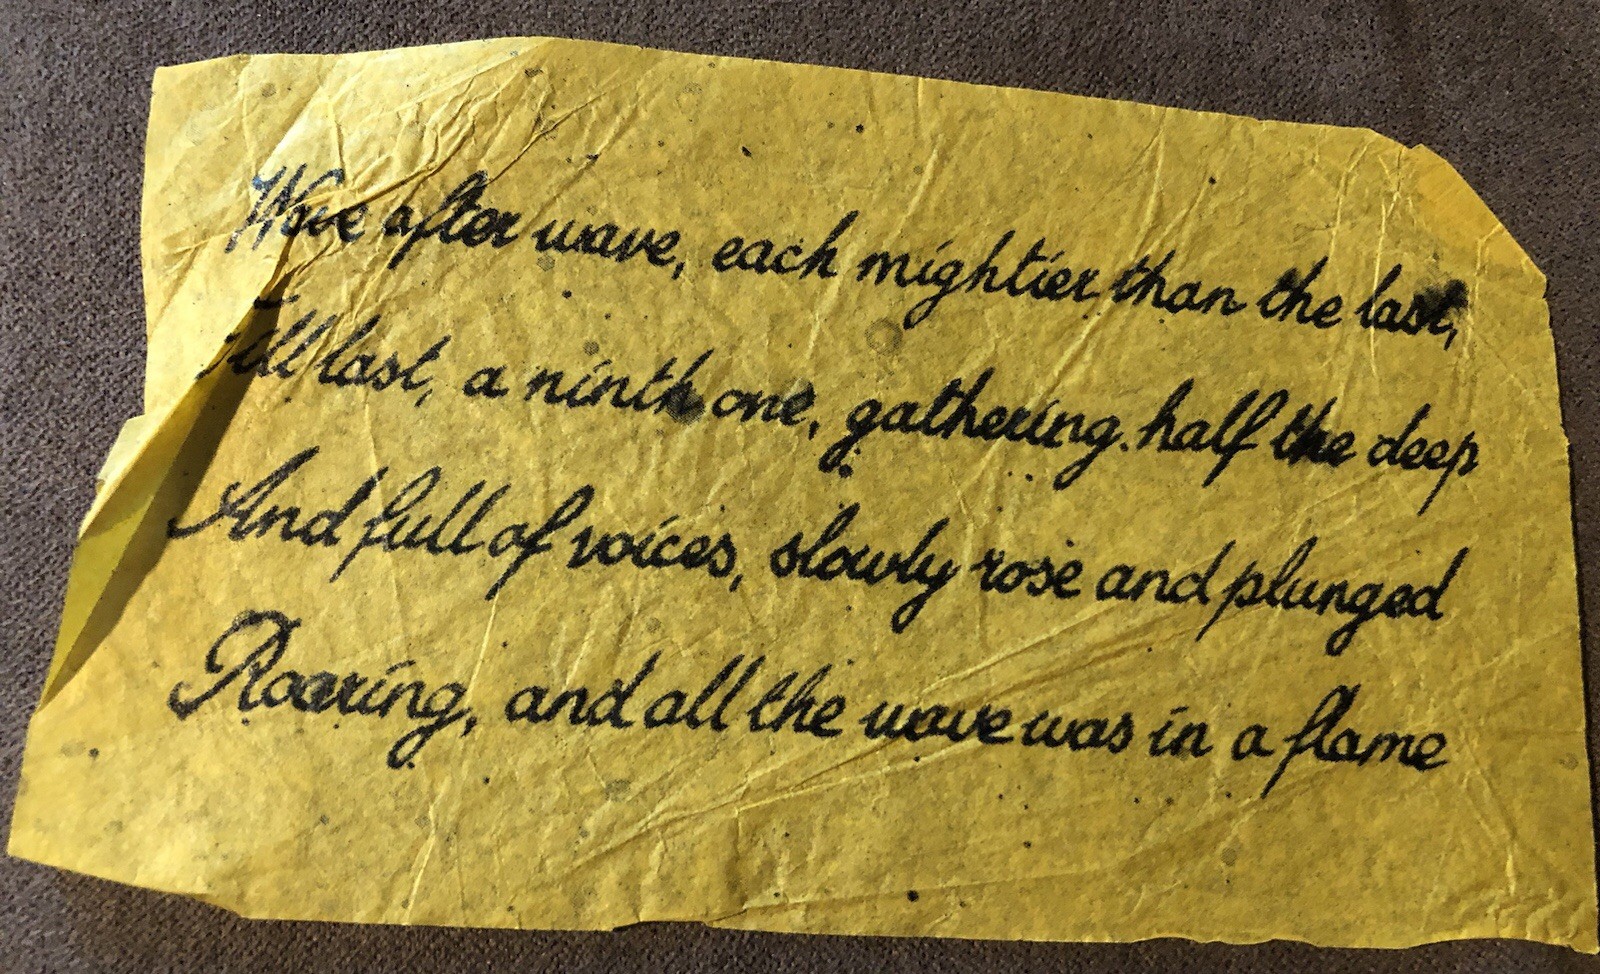 Wave after wave, each mightier than the last,
Till last, a ninth one, gathering half the deep
And full of voices, slowly rose and plunged
Roaring, and all the wave was in a flame